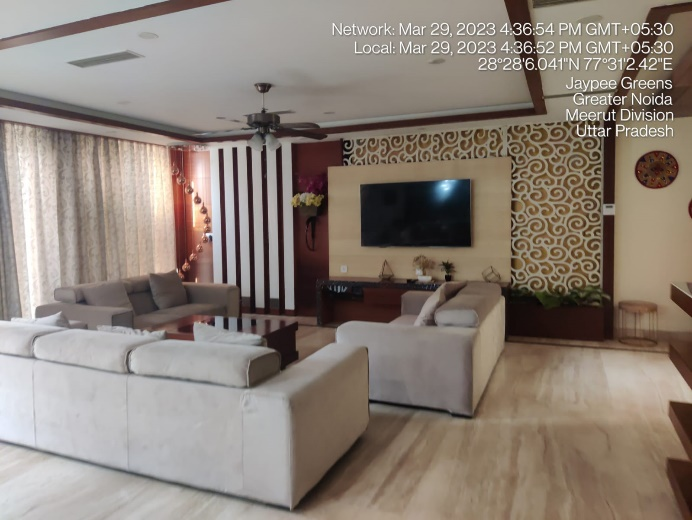 Network: Mar 29, 2023 4:36:54 PM GMT+05:30
Local: Mar 29, 2023 4:36:52 PM GMT+05:30
28°28'6.041"N 77°31'2.42"E
Jaypee Greens
Greater Noida
Meerut Division
Uttar Pradesh